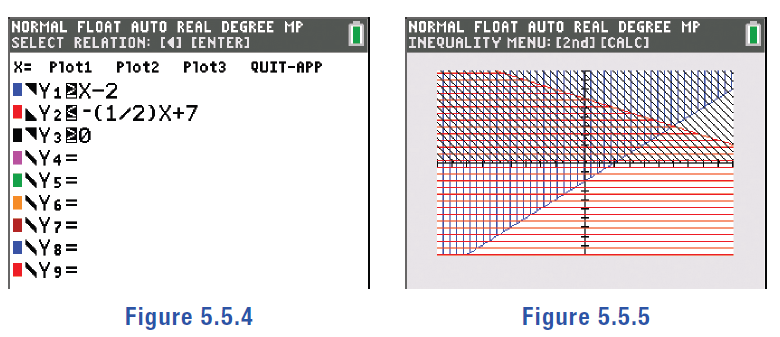 NORMAL FLOAT AUTO REAL DEGREE MP
SELECT RELATION: [◀] [ENTER]
X= Plot1 Plot2 Plot3 QUIT-APP
Y1≥X-2
Y2≤-(1/2)X+7
Y3≥0
Y4=
Y5=
Y6=
Y7=
Y8=
Y9=
Figure 5.5.4
NORMAL FLOAT AUTO REAL DEGREE MP
INEQUALITY MENU: [2nd] [CALC]
Figure 5.5.5